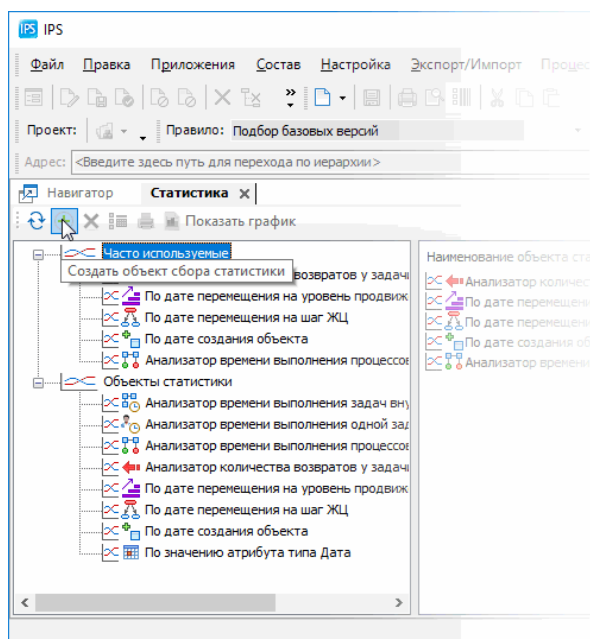 IPS IPS
Файл Правка Приложения Состав Настройка Экспорт/Импорт Процес
Проект: Правило: Подбор базовых версий
Адрес: <Введите здесь путь для перехода по иерархии>
Навигатор Статистика
Показать график
Часто используемые
Наименование объекта ста
Создать объект сбора статистики
возвратов у задачи
Анализатор количес
По дате перемещения на уровень продвиж
По дате перемещени
По дате перемещения на шаг ЖЦ
По дате перемещени
По дате создания объекта
По дате создания об
Анализатор времени выполнения процессов
Анализатор времени
Объекты статистики
Анализатор времени выполнения задач вну
Анализатор времени выполнения одной зад
Анализатор времени выполнения процессов
Анализатор количества возвратов у задачи
По дате перемещения на уровень продвиж
По дате перемещения на шаг ЖЦ
По дате создания объекта
По значению атрибута типа Дата